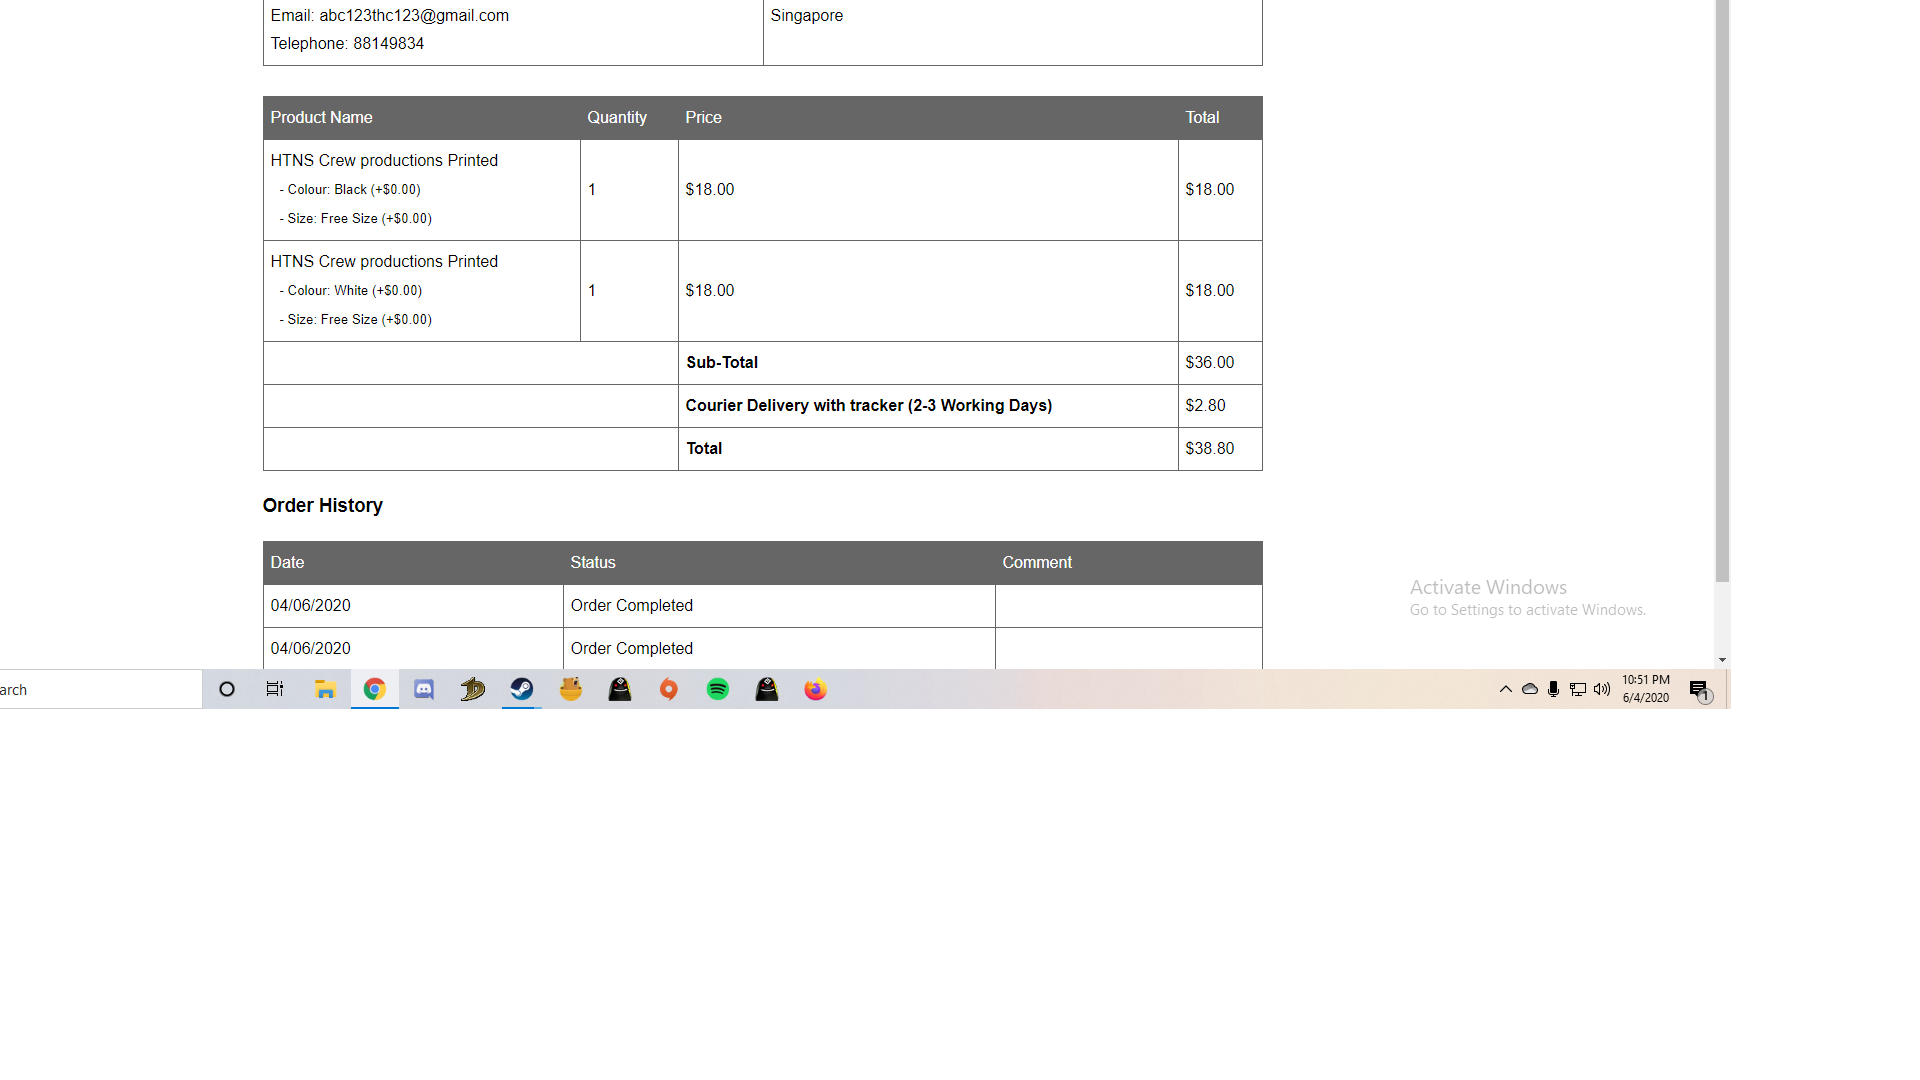 Email: abc123thc123@gmail.com
Singapore
Telephone: 88149834
Product Name Quantity Price Total
HTNS Crew productions Printed
- Colour: Black (+$0.00)
1 $18.00 $18.00
- Size: Free Size (+$0.00)
HTNS Crew productions Printed
- Colour: White (+$0.00)
1 $18.00 $18.00
- Size: Free Size (+$0.00)
Sub-Total $36.00
Courier Delivery with tracker (2-3 Working Days) $2.80
Total $38.80
Order History
Date Status Comment
04/06/2020 Order Completed
04/06/2020 Order Completed
Activate Windows
Go to Settings to activate Windows.
arch
10:51 PM
6/4/2020
1